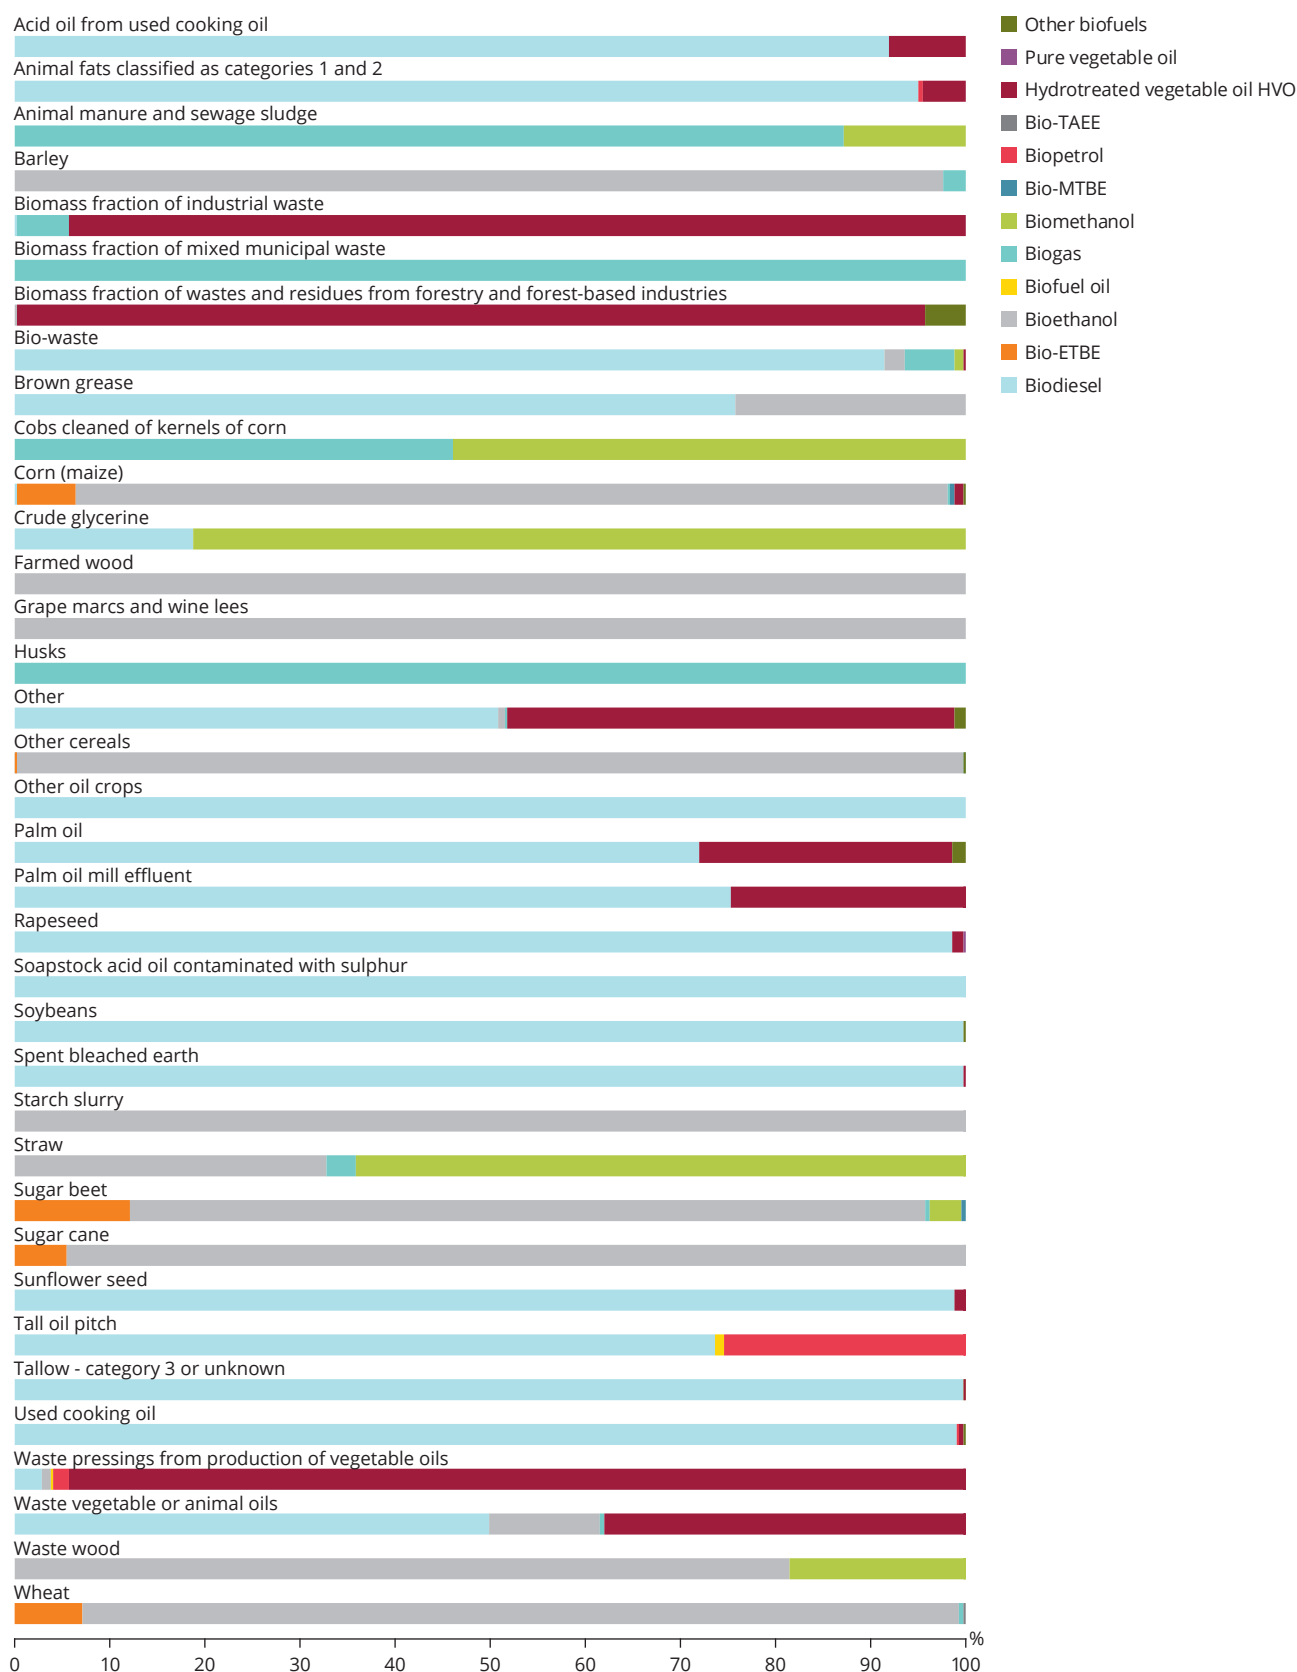 Acid oil from used cooking oil
Animal fats classified as categories 1 and 2
Animal manure and sewage sludge
Barley
Biomass fraction of industrial waste
Biomass fraction of mixed municipal waste
Biomass fraction of wastes and residues from forestry and forest-based industries
Bio-waste
Brown grease
Cobs cleaned of kernels of corn
Corn (maize)
Crude glycerine
Farmed wood
Grape marcs and wine lees
Husks
Other
Other cereals
Other oil crops
Palm oil
Palm oil mill effluent
Rapeseed
Soapstock acid oil contaminated with sulphur
Soybeans
Spent bleached earth
Starch slurry
Straw
Sugar beet
Sugar cane
Sunflower seed
Tall oil pitch
Tallow - category 3 or unknown
Used cooking oil
Waste pressings from production of vegetable oils
Waste vegetable or animal oils
Waste wood
Wheat
%
0 10 20 30 40 50 60 70 80 90 100
Other biofuels
Pure vegetable oil
Hydrotreated vegetable oil HVO
Bio-TAEE
Biopetrol
Bio-MTBE
Biomethanol
Biogas
Biofuel oil
Bioethanol
Bio-ETBE
Biodiesel